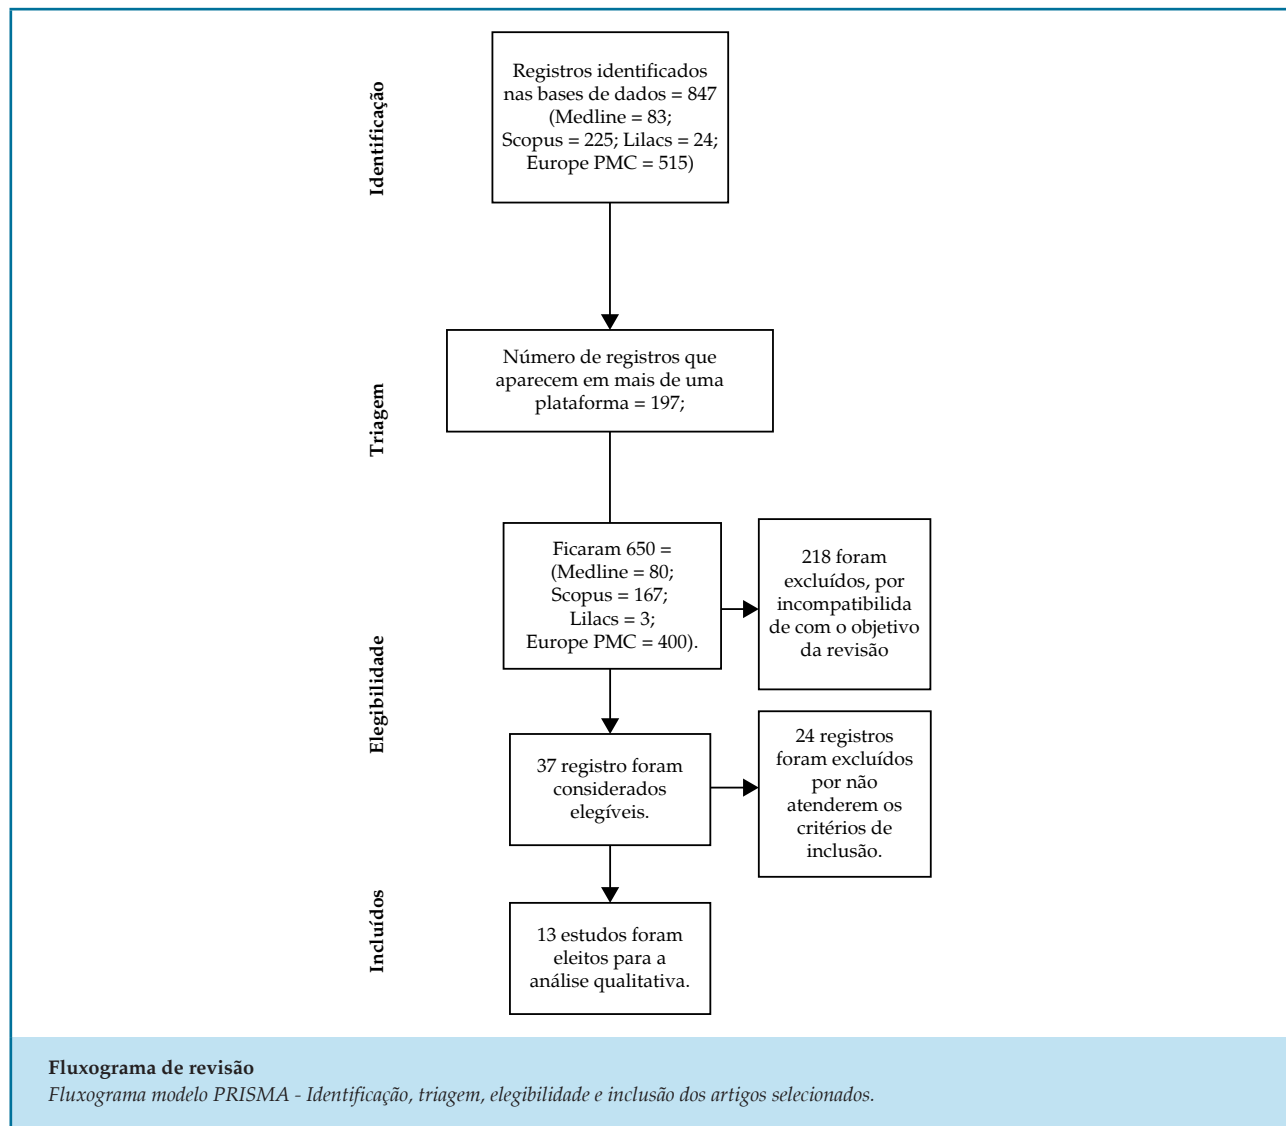 Identificação
Registros identificados
nas bases de dados = 847
(Medline = 83;
Scopus = 225; Lilacs = 24;
Europe PMC = 515)
Triagem
Número de registros que
aparecem em mais de uma
plataforma = 197;
Elegibilidade
Ficaram 650 =
(Medline = 80;
Scopus = 167;
Lilacs = 3;
Europe PMC = 400).
218 foram
excluídos, por
incompatibilida
de com o objetivo
da revisão
37 registro foram
considerados
elegíveis.
24 registros
foram excluídos
por não
atenderem os
critérios de
inclusão.
Incluídos
13 estudos foram
eleitos para a
análise qualitativa.
Fluxograma de revisão
Fluxograma modelo PRISMA - Identificação, triagem, elegibilidade e inclusão dos artigos selecionados.